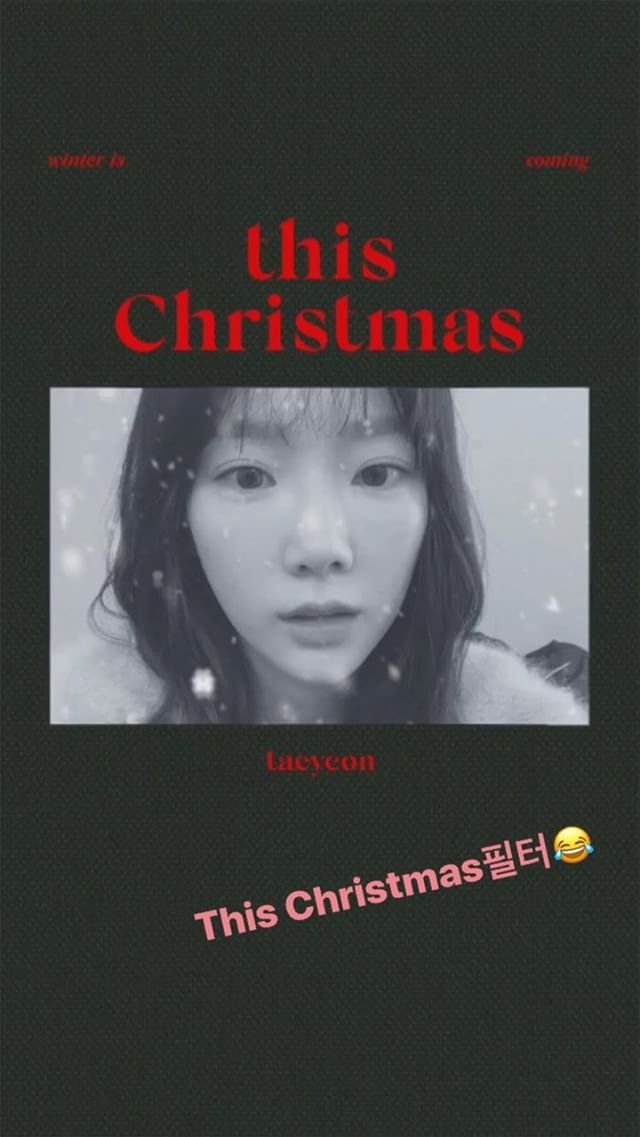 winter is coming
this
Christmas
taeyeon
This Christmas필터😂